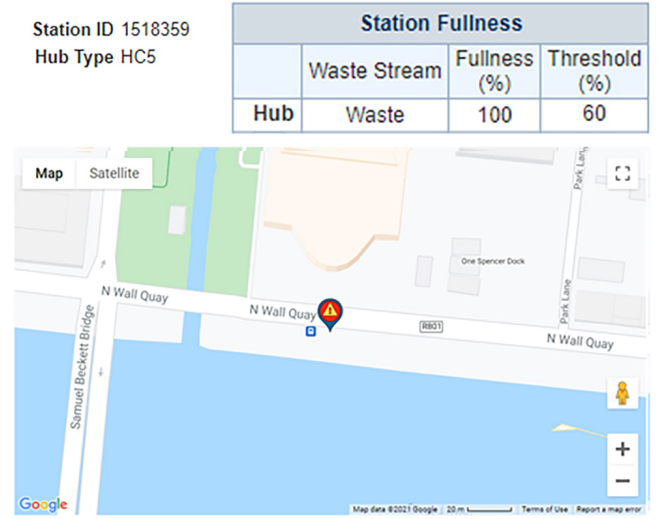 Station ID 1518359
Hub Type HC5
Station Fullness
Waste Stream Fullness (%) Threshold (%)
Hub Waste 100 60
Map Satellite
Park Lane
One Spencer Dock
N Wall Quay
N Wall Quay
R801
Park Lane
N Wall Quay
Samuel Beckett Bridge
+
−
Google
Map data ©2021 Google 20 m Terms of Use Report a map error